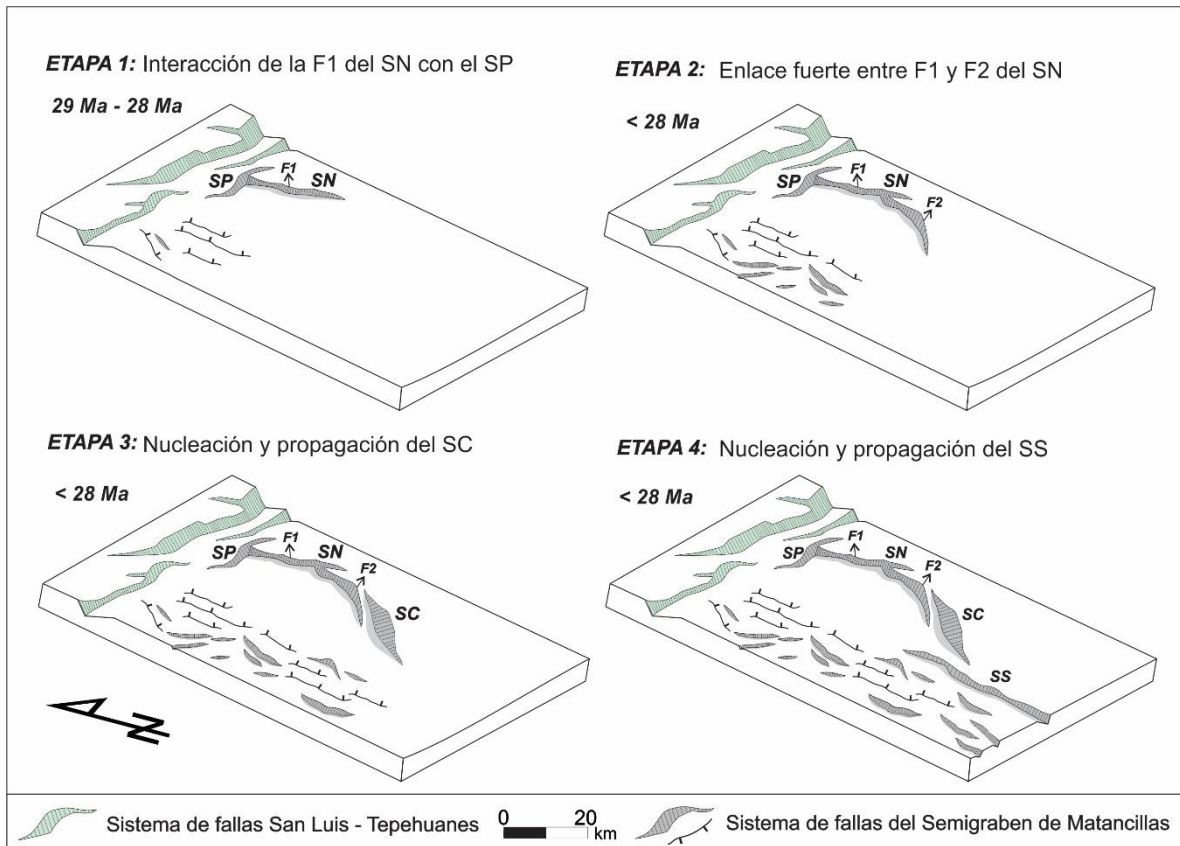 ETAPA 1: Interacción de la F1 del SN con el SP
29 Ma - 28 Ma
F1
SP
SN
ETAPA 2: Enlace fuerte entre F1 y F2 del SN
< 28 Ma
F1
SP
SN
F2
ETAPA 3: Nucleación y propagación del SC
< 28 Ma
F1
SP
SN
F2
SC
N
ETAPA 4: Nucleación y propagación del SS
< 28 Ma
F1
SP
SN
F2
SC
SS
Sistema de fallas San Luis - Tepehuanes
0 20
km
Sistema de fallas del Semigraben de Matancillas